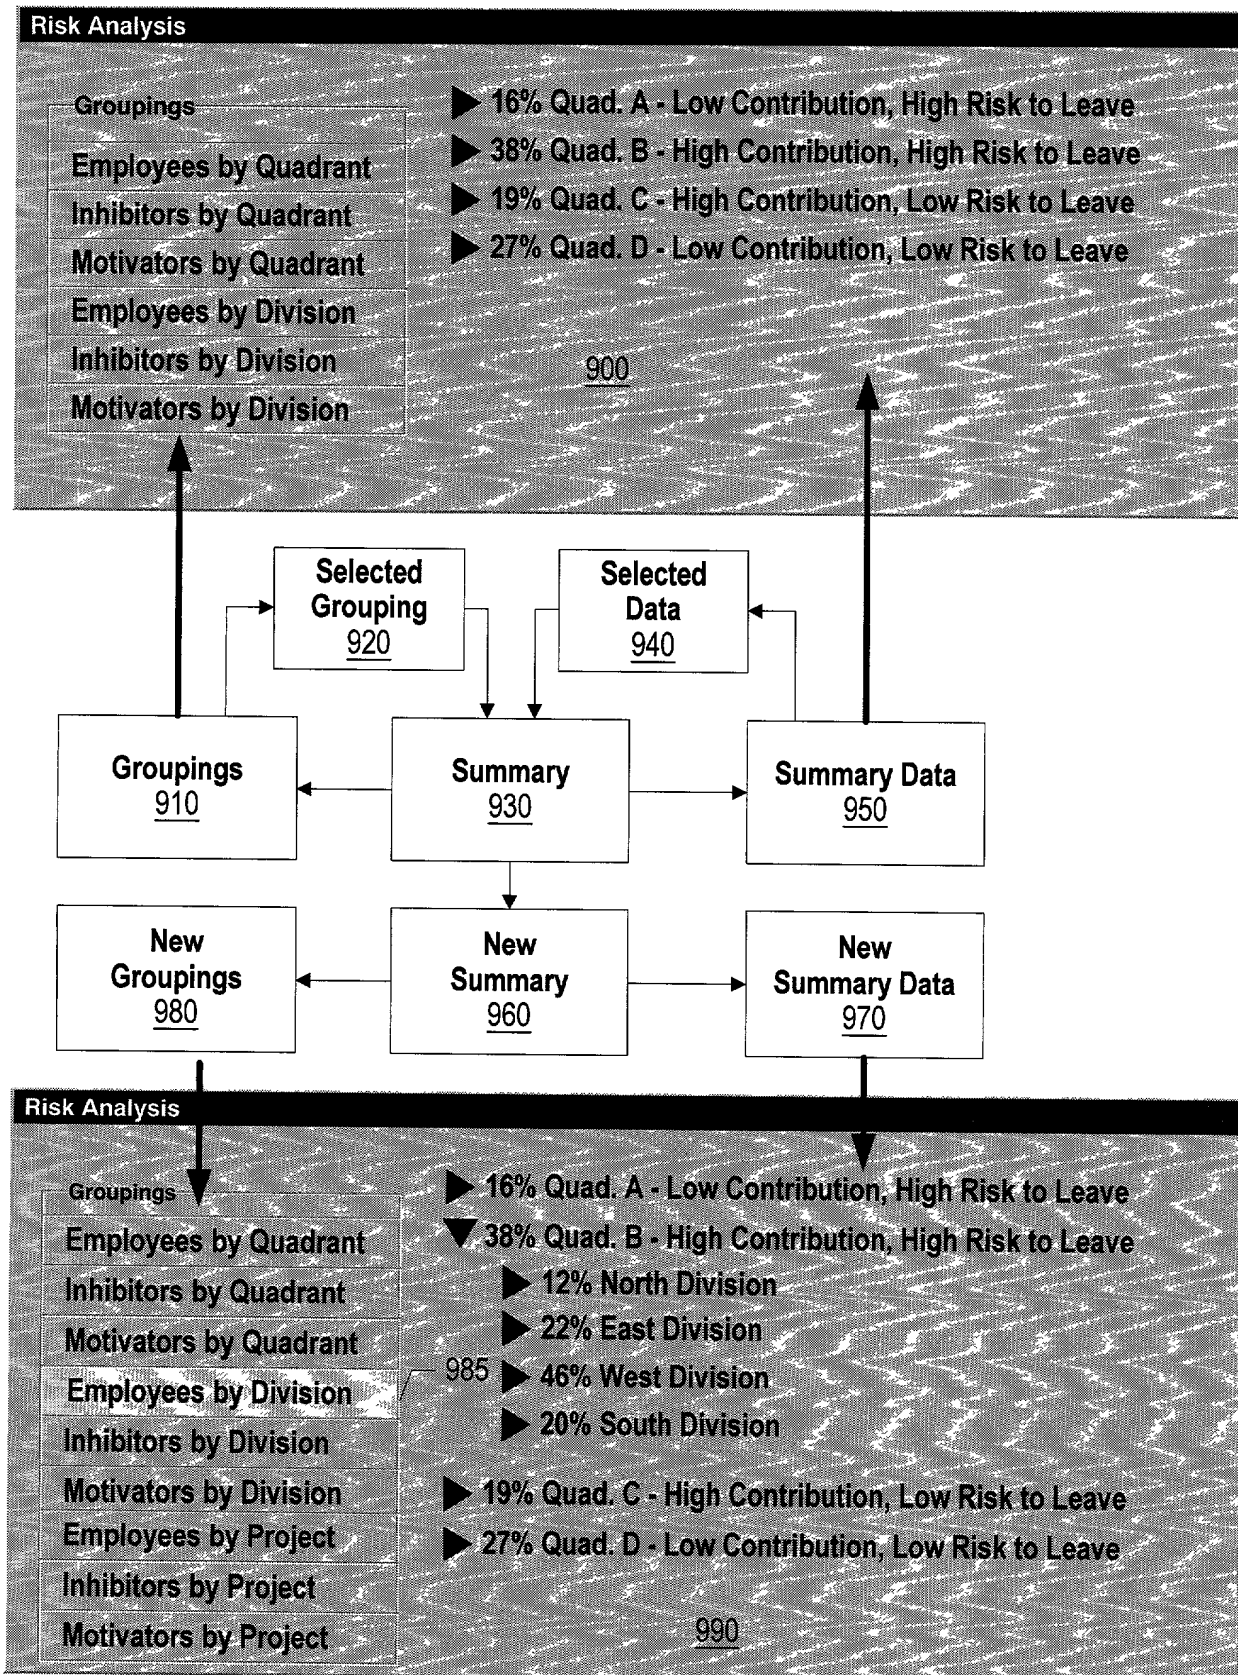 Risk Analysis
Groupings
Employees by Quadrant
Inhibitors by Quadrant
Motivators by Quadrant
Employees by Division
Inhibitors by Division
Motivators by Division
16% Quad. A - Low Contribution, High Risk to Leave
38% Quad. B - High Contribution, High Risk to Leave
19% Quad. C - High Contribution, Low Risk to Leave
27% Quad. D - Low Contribution, Low Risk to Leave
900
Selected
Grouping
920
Selected
Data
940
Groupings
910
Summary
930
Summary Data
950
New
Groupings
980
New
Summary
960
New
Summary Data
970
Risk Analysis
Groupings
Employees by Quadrant
Inhibitors by Quadrant
Motivators by Quadrant
Employees by Division
Inhibitors by Division
Motivators by Division
Employees by Project
Inhibitors by Project
Motivators by Project
985
16% Quad. A - Low Contribution, High Risk to Leave
38% Quad. B - High Contribution, High Risk to Leave
12% North Division
22% East Division
46% West Division
20% South Division
19% Quad. C - High Contribution, Low Risk to Leave
27% Quad. D - Low Contribution, Low Risk to Leave
990